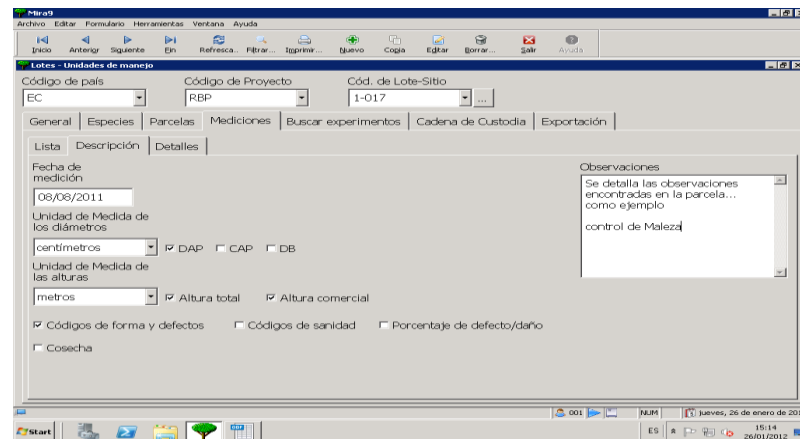 Mira9
Archivo Editar Formulario Herramientas Ventana Ayuda
Inicio Anterior Siguiente Fin Refresca... Filtrar... Imprimir... Nuevo Copia Editar Borrar... Salir Ayuda
Lotes - Unidades de manejo
Código de país Código de Proyecto Cód. de Lote-Sitio
EC RBP 1-017 ...
General Especies Parcelas Mediciones Buscar experimentos Cadena de Custodia Exportación
Lista Descripción Detalles
Fecha de
medición
08/08/2011
Unidad de Medida de
los diámetros
centímetros DAP CAP DB
Unidad de Medida de
las alturas
metros Altura total Altura comercial
Códigos de forma y defectos Códigos de sanidad Porcentaje de defecto/daño
Cosecha
Observaciones
Se detalla las observaciones
encontradas en la parcela...
como ejemplo
control de Maleza
001 NUM jueves, 26 de enero de 201
Start ES 15:14
26/01/2012